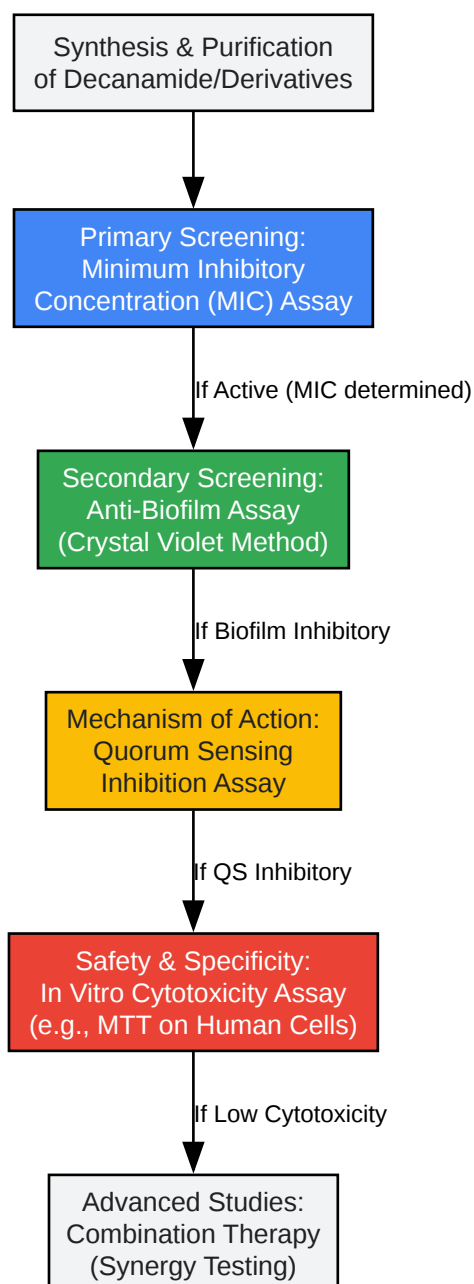 Synthesis & Purification
of Decanamide/Derivatives
Primary Screening:
Minimum Inhibitory
Concentration (MIC) Assay
If Active (MIC determined)
Secondary Screening:
Anti-Biofilm Assay
(Crystal Violet Method)
If Biofilm Inhibitory
Mechanism of Action:
Quorum Sensing
Inhibition Assay
If QS Inhibitory
Safety & Specificity:
In Vitro Cytotoxicity Assay
(e.g., MTT on Human Cells)
If Low Cytotoxicity
Advanced Studies:
Combination Therapy
(Synergy Testing)